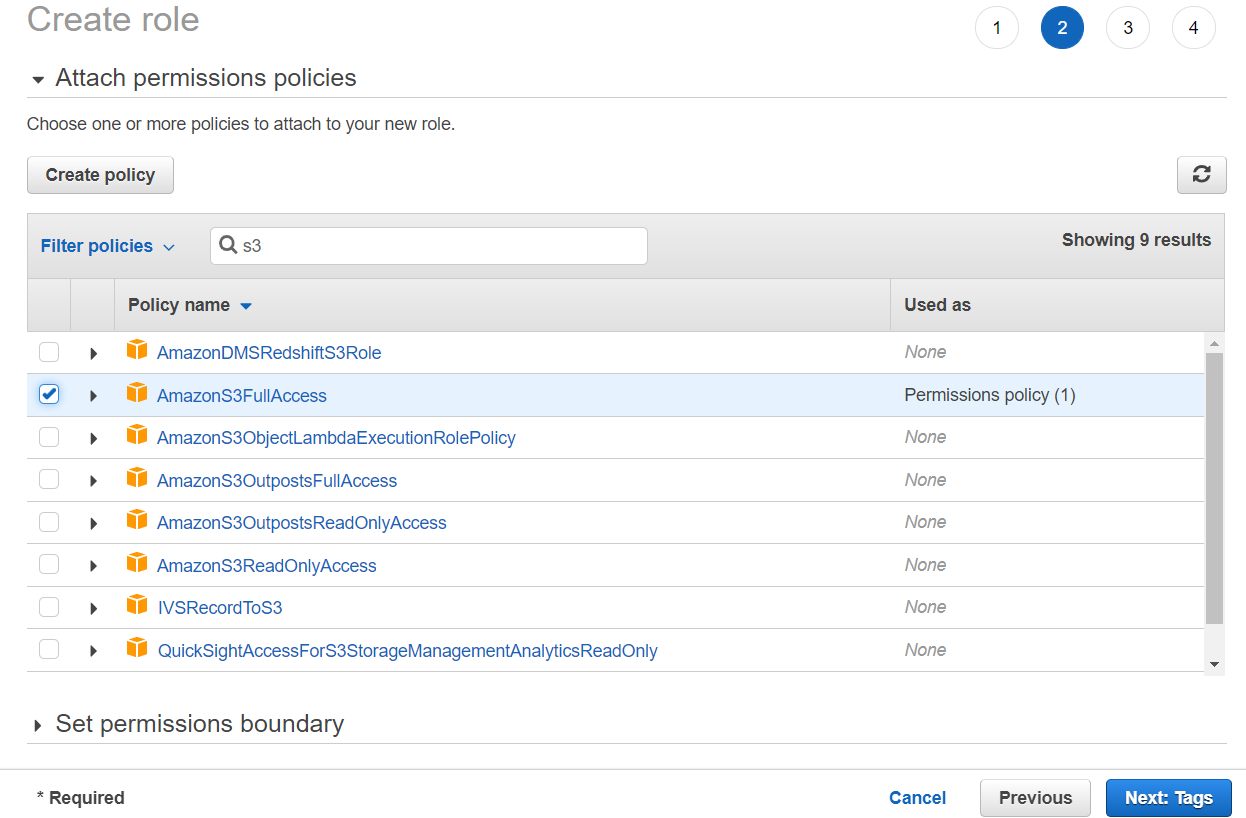 Create role
1 2 3 4
Attach permissions policies
Choose one or more policies to attach to your new role.
Create policy
Filter policies s3 Showing 9 results
Policy name Used as
AmazonDMSRedshiftS3Role None
AmazonS3FullAccess Permissions policy (1)
AmazonS3ObjectLambdaExecutionRolePolicy None
AmazonS3OutpostsFullAccess None
AmazonS3OutpostsReadOnlyAccess None
AmazonS3ReadOnlyAccess None
IVSRecordToS3 None
QuickSightAccessForS3StorageManagementAnalyticsReadOnly None
Set permissions boundary
* Required Cancel Previous Next: Tags